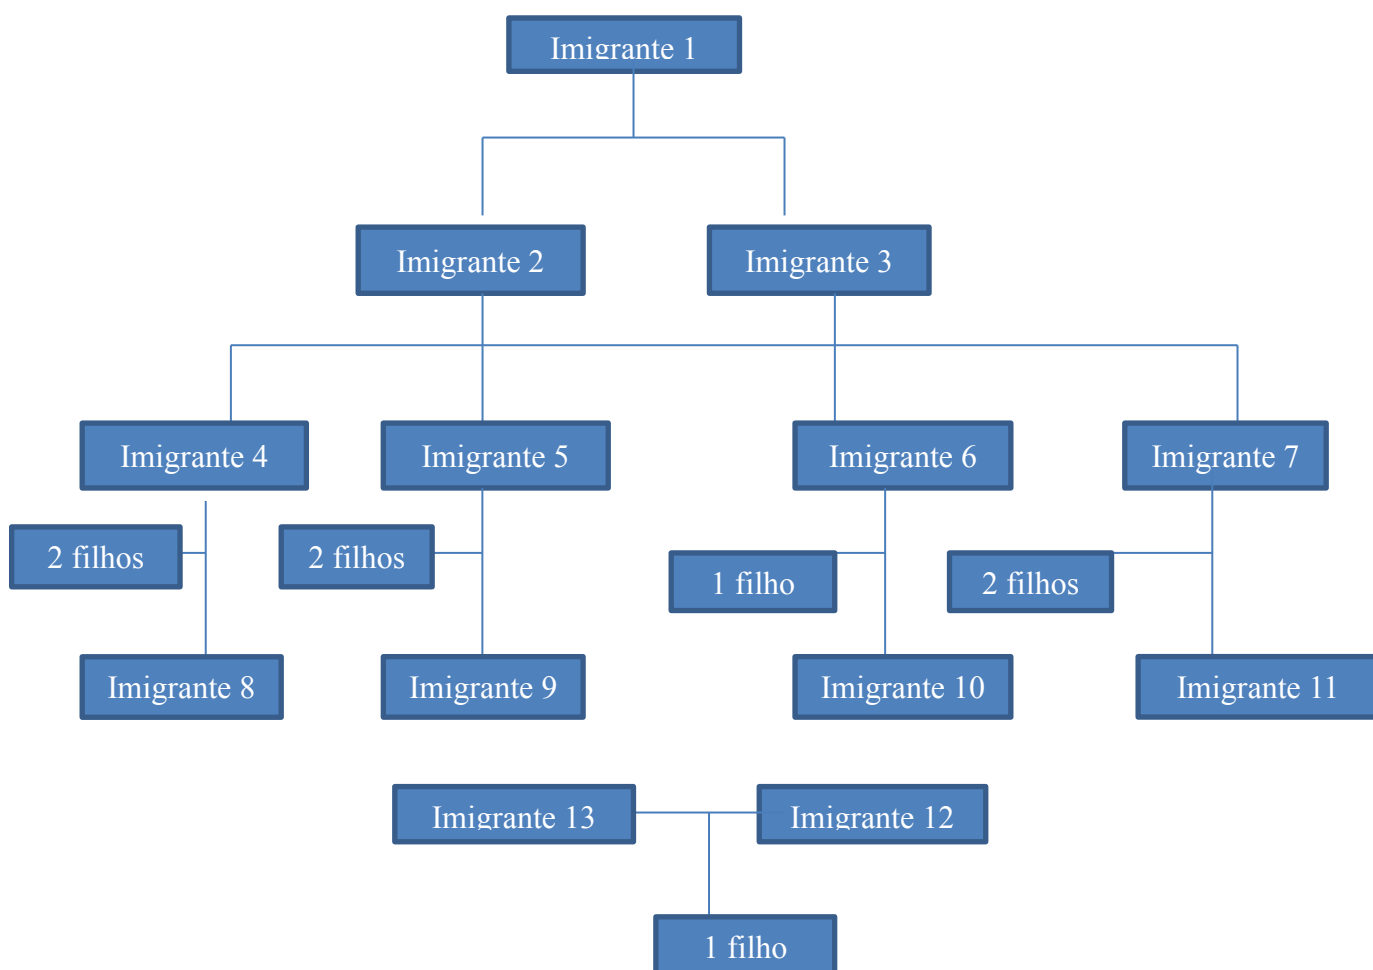 Imigrante 1
Imigrante 2
Imigrante 3
Imigrante 4
Imigrante 5
Imigrante 6
Imigrante 7
2 filhos
2 filhos
1 filho
2 filhos
Imigrante 8
Imigrante 9
Imigrante 10
Imigrante 11
Imigrante 13
Imigrante 12
1 filho